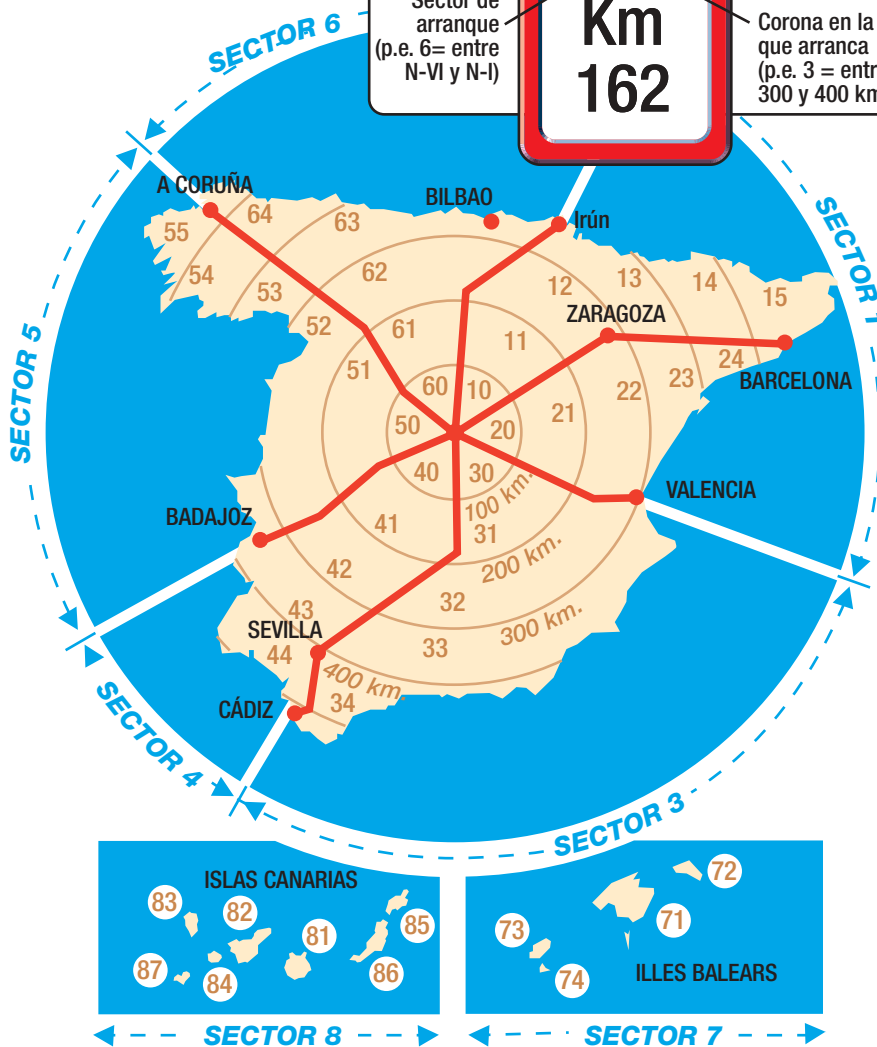 Sector de
arranque
(p.e. 6= entre
N-VI y N-I)
Km
162
Corona en la
que arranca
(p.e. 3 = entr
300 y 400 km
SECTOR 6
SECTOR 1
SECTOR 5
SECTOR 4
SECTOR 3
A CORUÑA
BILBAO
Irún
ZARAGOZA
BARCELONA
VALENCIA
BADAJOZ
SEVILLA
CÁDIZ
55
64
63
54
53
62
52
61
51
60
50
10
11
12
13
14
15
20
21
22
23
24
40
30
41
31
42
32
43
33
44
34
100 km.
200 km.
300 km.
400 km
ISLAS CANARIAS
83
82
81
85
87
84
86
SECTOR 8
72
71
73
74
ILLES BALEARS
SECTOR 7